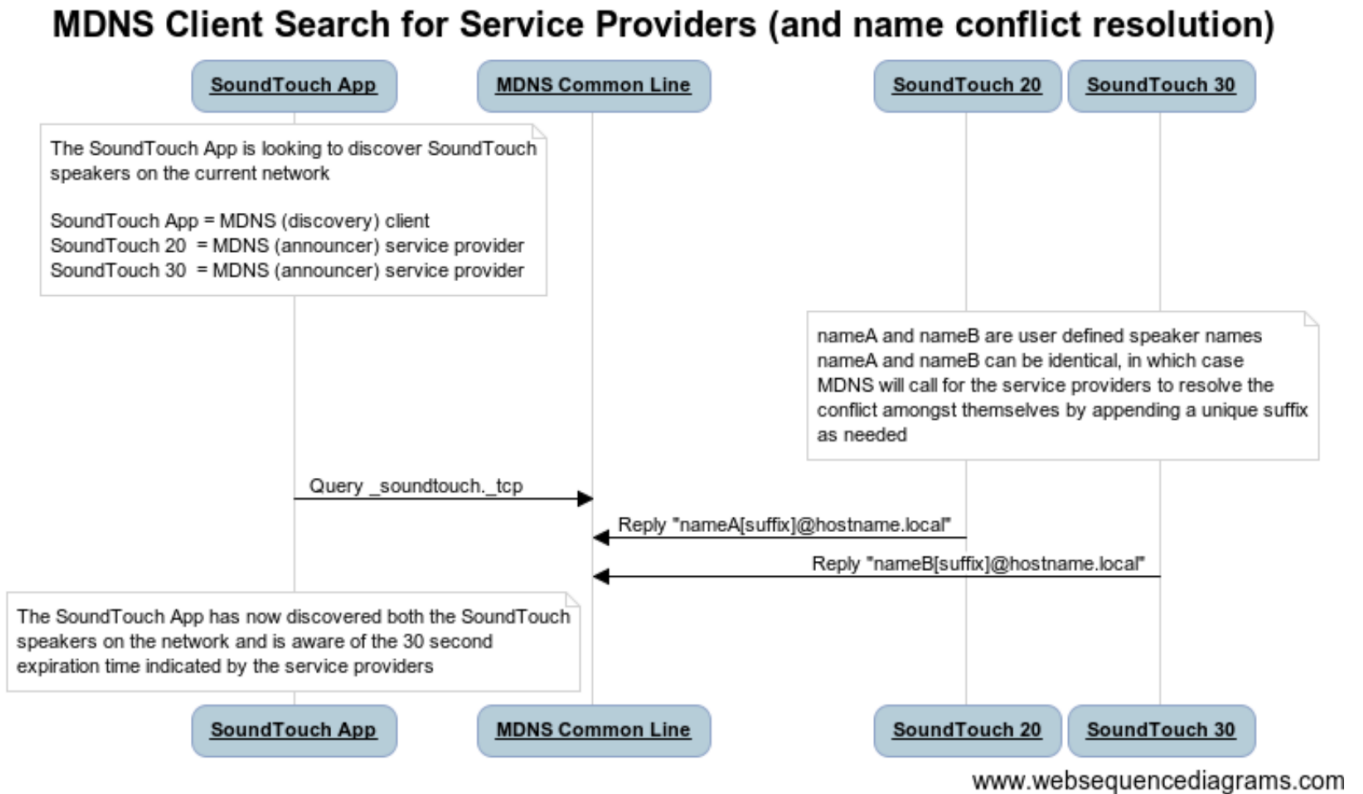 MDNS Client Search for Service Providers (and name conflict resolution)
SoundTouch App
MDNS Common Line
SoundTouch 20
SoundTouch 30
The SoundTouch App is looking to discover SoundTouch
speakers on the current network
SoundTouch App = MDNS (discovery) client
SoundTouch 20  = MDNS (announcer) service provider
SoundTouch 30  = MDNS (announcer) service provider
nameA and nameB are user defined speaker names
nameA and nameB can be identical, in which case
MDNS will call for the service providers to resolve the
conflict amongst themselves by appending a unique suffix
as needed
Query _soundtouch._tcp
Reply "nameA[suffix]@hostname.local"
Reply "nameB[suffix]@hostname.local"
The SoundTouch App has now discovered both the SoundTouch
speakers on the network and is aware of the 30 second
expiration time indicated by the service providers
SoundTouch App
MDNS Common Line
SoundTouch 20
SoundTouch 30
www.websequencediagrams.com